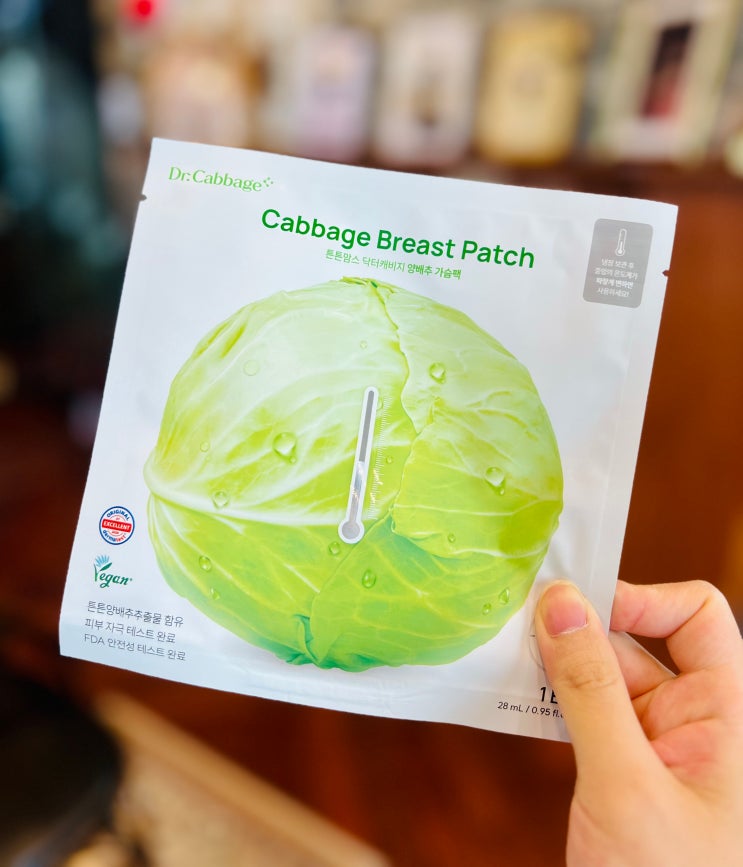 Dr.Cabbage
Cabbage Breast Patch
튼튼맘스 닥터캐비지 양배추 가슴팩
냉장 보관 후
중앙의 온도계가
파랗게 변하면
사용하세요!
ORIGINAL
EXCELLENT
dermatest
Vegan
튼튼양배추추출물 함유
피부 자극 테스트 완료
FDA 안전성 테스트 완료
28 mL / 0.95 fl.